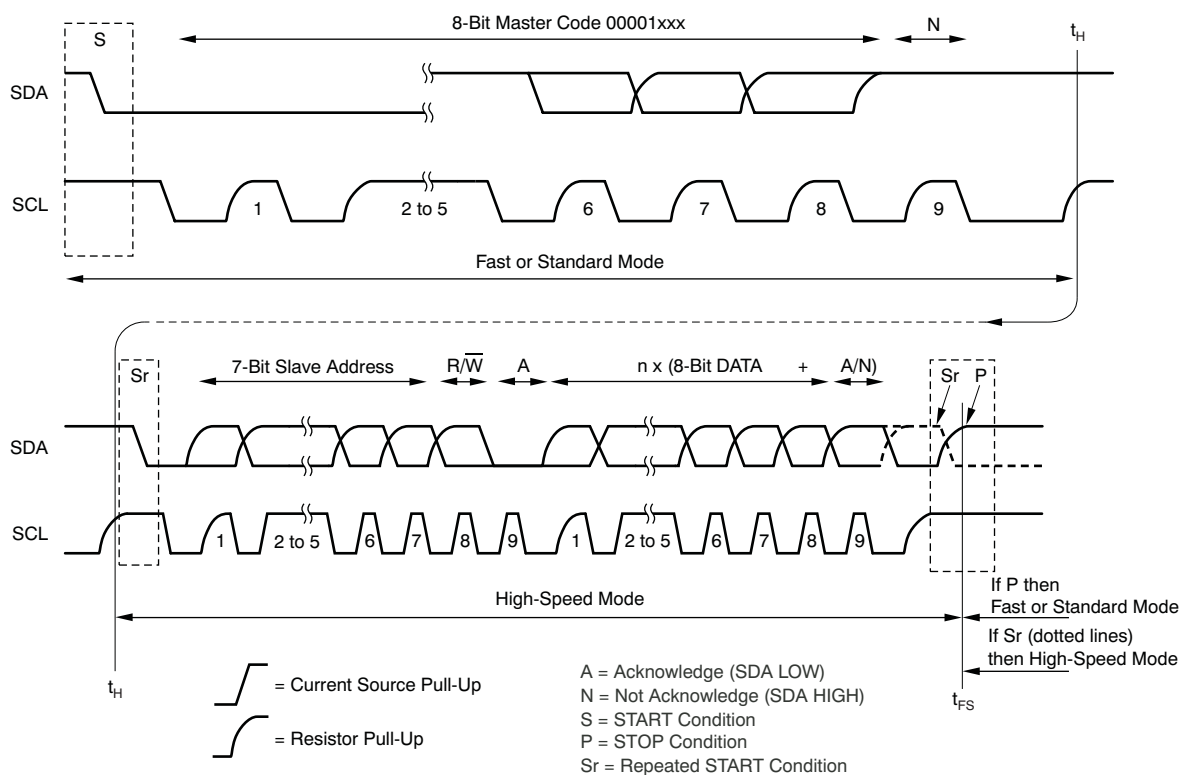 8-Bit Master Code 00001xxx
N
S
tH
SDA
SCL
1
2 to 5
6
7
8
9
Fast or Standard Mode
Sr
7-Bit Slave Address
R/W̅
A
n x (8-Bit DATA
+
A/N)
Sr
P
SDA
SCL
1
2 to 5
6
7
8
9
1
2 to 5
6
7
8
9
High-Speed Mode
If P then
Fast or Standard Mode
If Sr (dotted lines)
then High-Speed Mode
tH
tFS
= Current Source Pull-Up
= Resistor Pull-Up
A = Acknowledge (SDA LOW)
N = Not Acknowledge (SDA HIGH)
S = START Condition
P = STOP Condition
Sr = Repeated START Condition